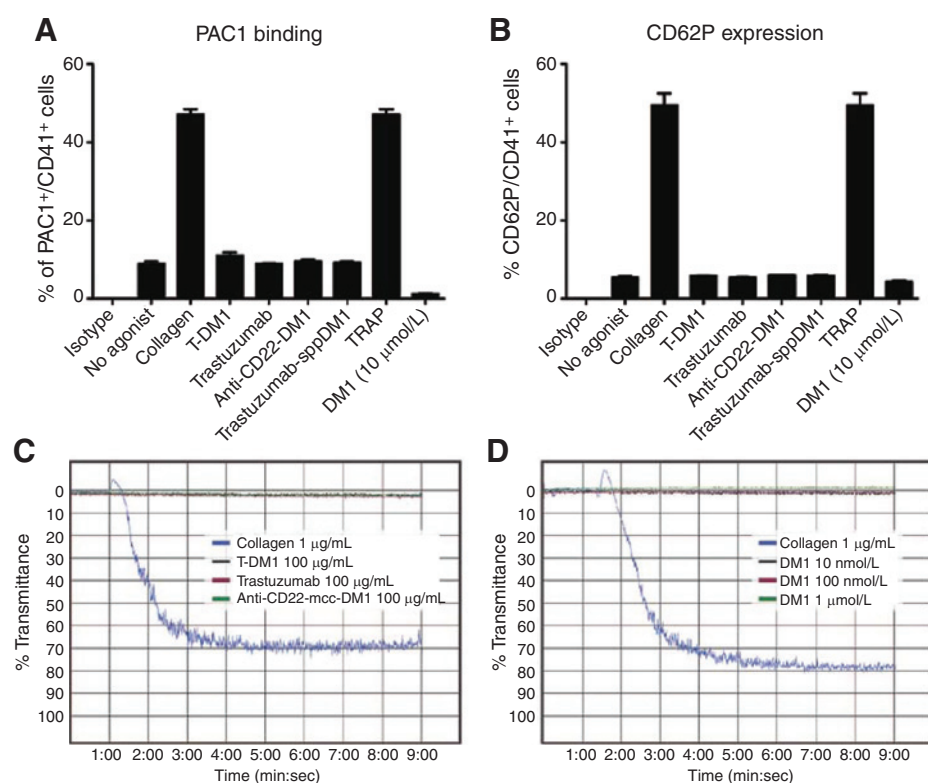 A
PAC1 binding
% of PAC1+/CD41+ cells
60
40
20
0
Isotype
No agonist
Collagen
T-DM1
Trastuzumab
Anti-CD22-DM1
Trastuzumab-sppDM1
TRAP
DM1 (10 μmol/L)
B
CD62P expression
% CD62P/CD41+ cells
60
40
20
0
Isotype
No agonist
Collagen
T-DM1
Trastuzumab
Anti-CD22-DM1
Trastuzumab-sppDM1
TRAP
DM1 (10 μmol/L)
C
% Transmittance
0
10
20
30
40
50
60
70
80
90
100
Collagen 1 μg/mL
T-DM1 100 μg/mL
Trastuzumab 100 μg/mL
Anti-CD22-mcc-DM1 100 μg/mL
1:00 2:00 3:00 4:00 5:00 6:00 7:00 8:00 9:00
Time (min:sec)
D
% Transmittance
0
10
20
30
40
50
60
70
80
90
100
Collagen 1 μg/mL
DM1 10 nmol/L
DM1 100 nmol/L
DM1 1 μmol/L
1:00 2:00 3:00 4:00 5:00 6:00 7:00 8:00 9:00
Time (min:sec)